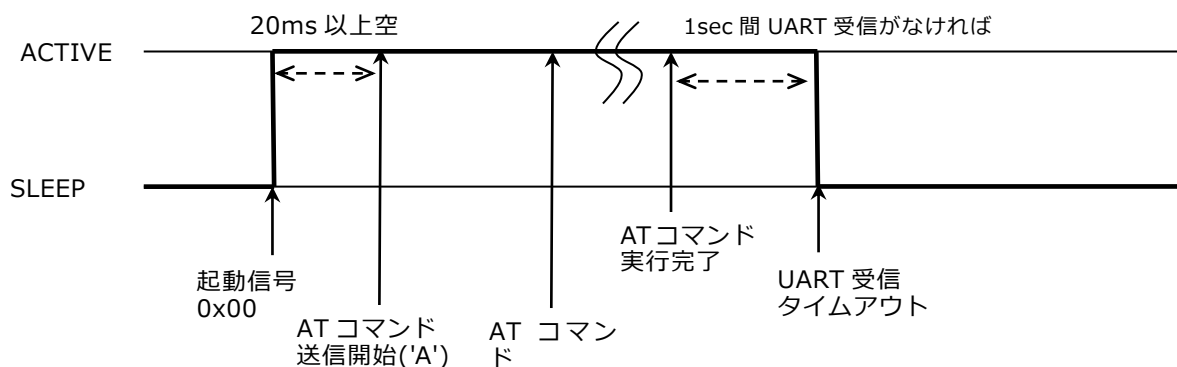 20ms 以上空
1sec 間 UART 受信がなければ
ACTIVE
SLEEP
起動信号
0x00
AT コマンド
送信開始('A')
AT コマン
ド
AT コマンド
実行完了
UART 受信
タイムアウト